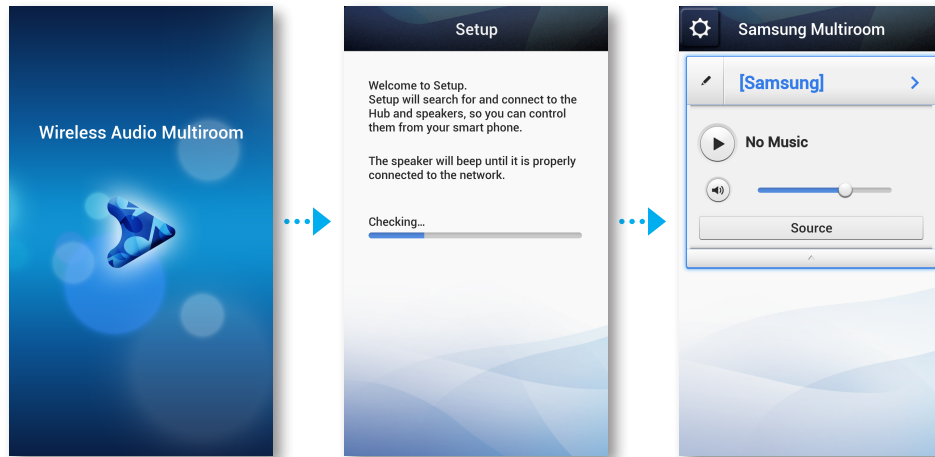 Wireless Audio Multiroom
Setup
Welcome to Setup.
Setup will search for and connect to the
Hub and speakers, so you can control
them from your smart phone.
The speaker will beep until it is properly
connected to the network.
Checking...
Samsung Multiroom
[Samsung]
No Music
Source